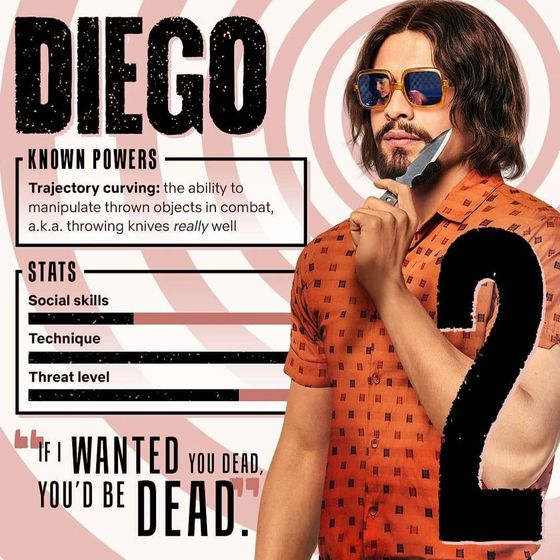 DIEGO
KNOWN POWERS
Trajectory curving: the ability to
manipulate thrown objects in combat,
a.k.a. throwing knives really well
STATS
Social skills
Technique
Threat level
"IF I WANTED YOU DEAD,
YOU'D BE DEAD."
2